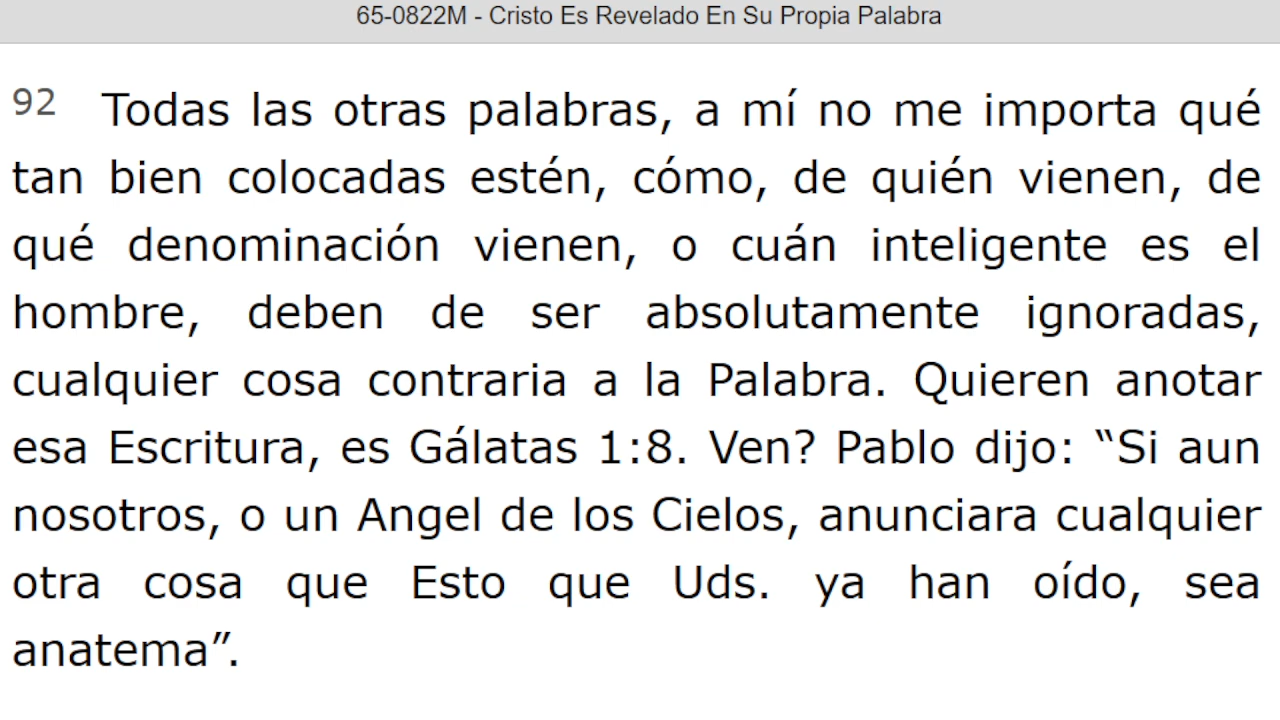 65-0822M - Cristo Es Revelado En Su Propia Palabra
92 Todas las otras palabras, a mí no me importa qué
tan bien colocadas estén, cómo, de quién vienen, de
qué denominación vienen, o cuán inteligente es el
hombre, deben de ser absolutamente ignoradas,
cualquier cosa contraria a la Palabra. Quieren anotar
esa Escritura, es Gálatas 1:8. Ven? Pablo dijo: “Si aun
nosotros, o un Angel de los Cielos, anunciara cualquier
otra cosa que Esto que Uds. ya han oído, sea
anatema”.